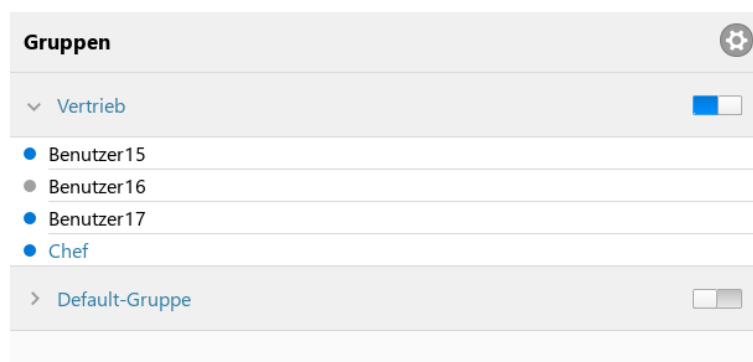 Gruppen
Vertrieb
Benutzer15
Benutzer16
Benutzer17
Chef
Default-Gruppe